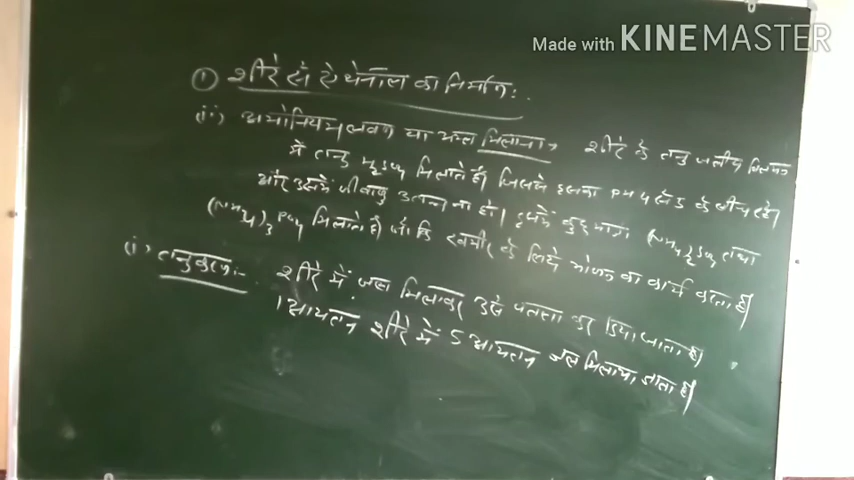 Made with KINEMASTER
① शीरे से ऐथेनॉल का निर्माण:
(ii) अमोनियम लवण या अम्ल मिलाना, शीरे के तनु जलीय विलयन
में तनु H₂SO₄ मिलाते हैं। जिससे इसका PH 4 से 5 के बीच रहे।
और उसमें जीवाणु उत्पन्न ना हो। इसमें कुछ मात्रा (NH₄)₂SO₄ तथा
(NH₄)₃PO₄ मिलाते हैं जो कि खमीर के लिये भोजन का कार्य करता है।
(i) तनुकरण:- शीरे में जल मिलाकर उसे पतला कर दिया जाता है।
1 आयतन शीरे में 5 आयतन जल मिलाया जाता है।